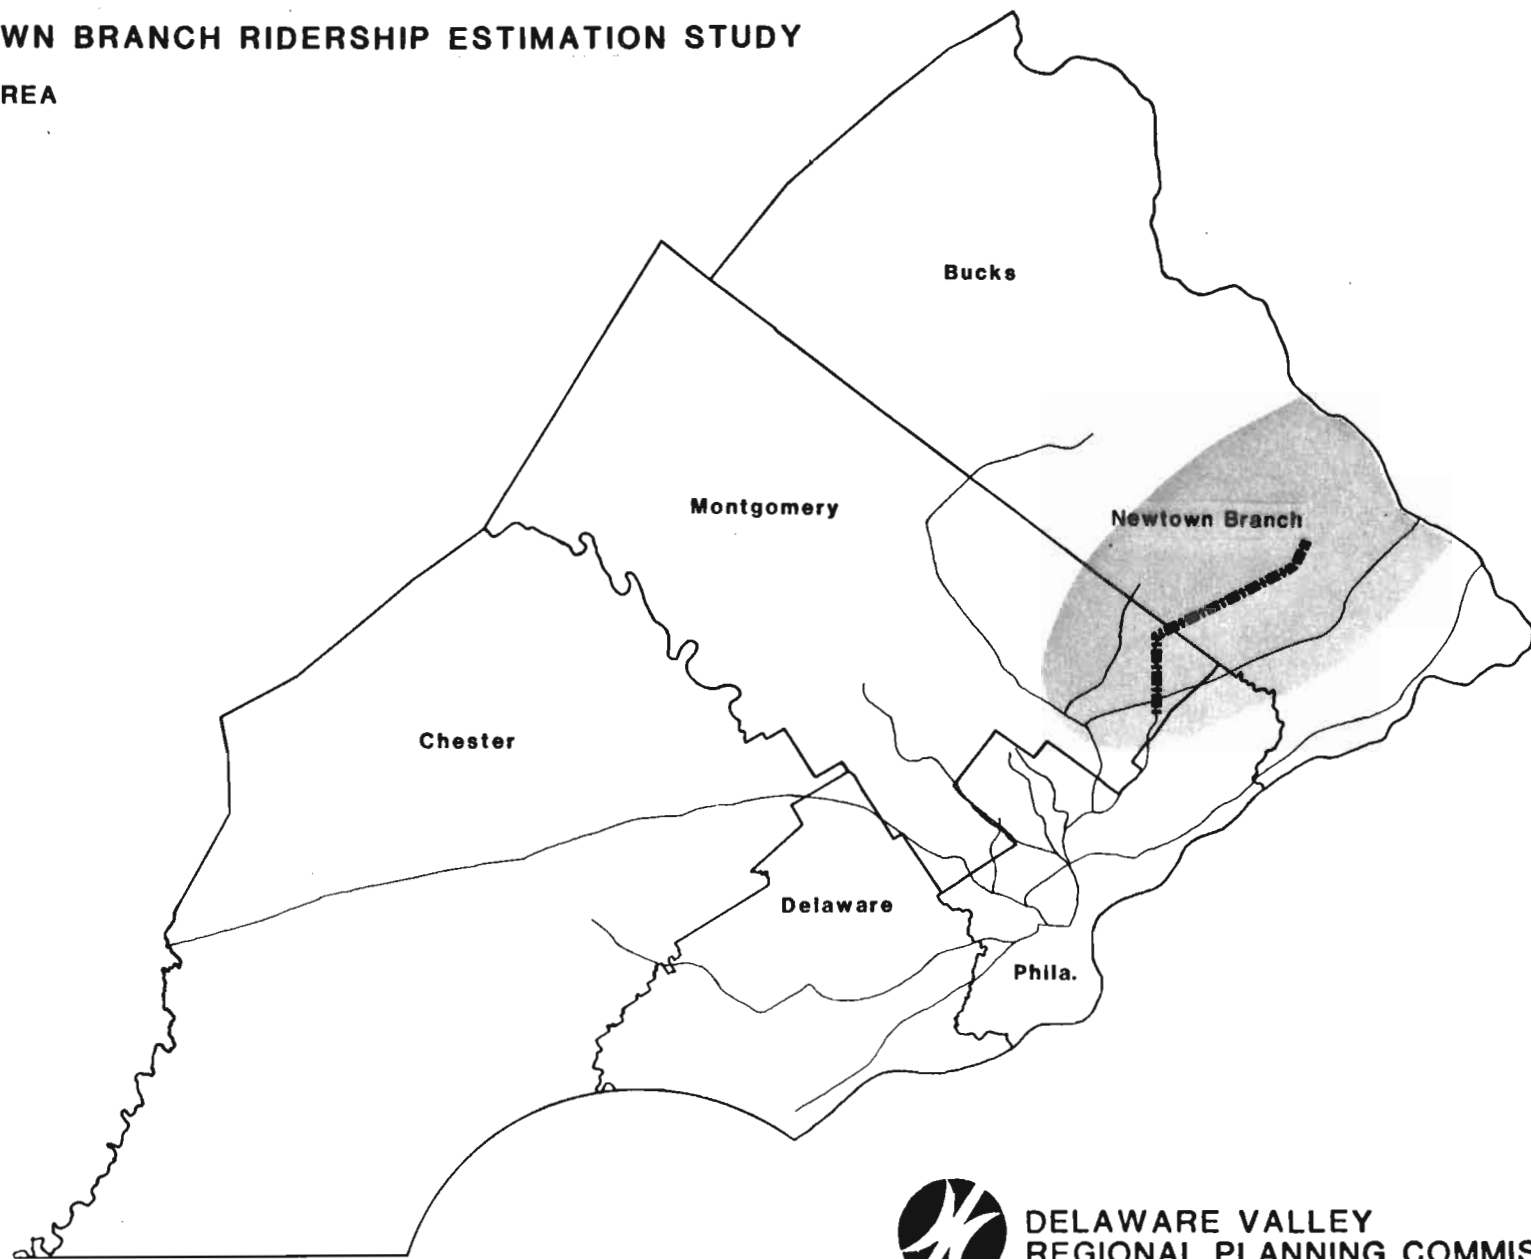 WN BRANCH RIDERSHIP ESTIMATION STUDY
REA
Bucks
Montgomery
Newtown Branch
Chester
Delaware
Phila.
DELAWARE VALLEY
REGIONAL PLANNING COMMIS